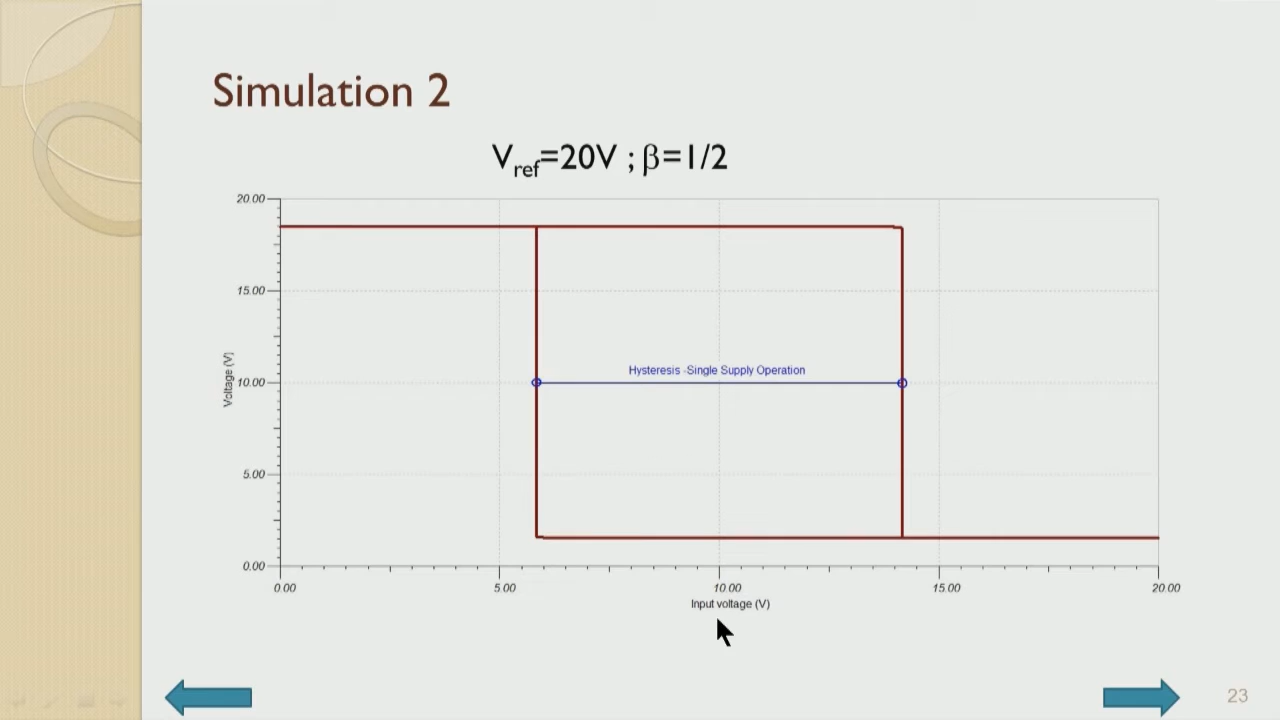 Simulation 2
Vref=20V ; β=1/2
20.00
15.00
Hysteresis -Single Supply Operation
Voltage (V)
10.00
5.00
0.00
0.00 5.00 10.00 15.00 20.00
Input voltage (V)
23